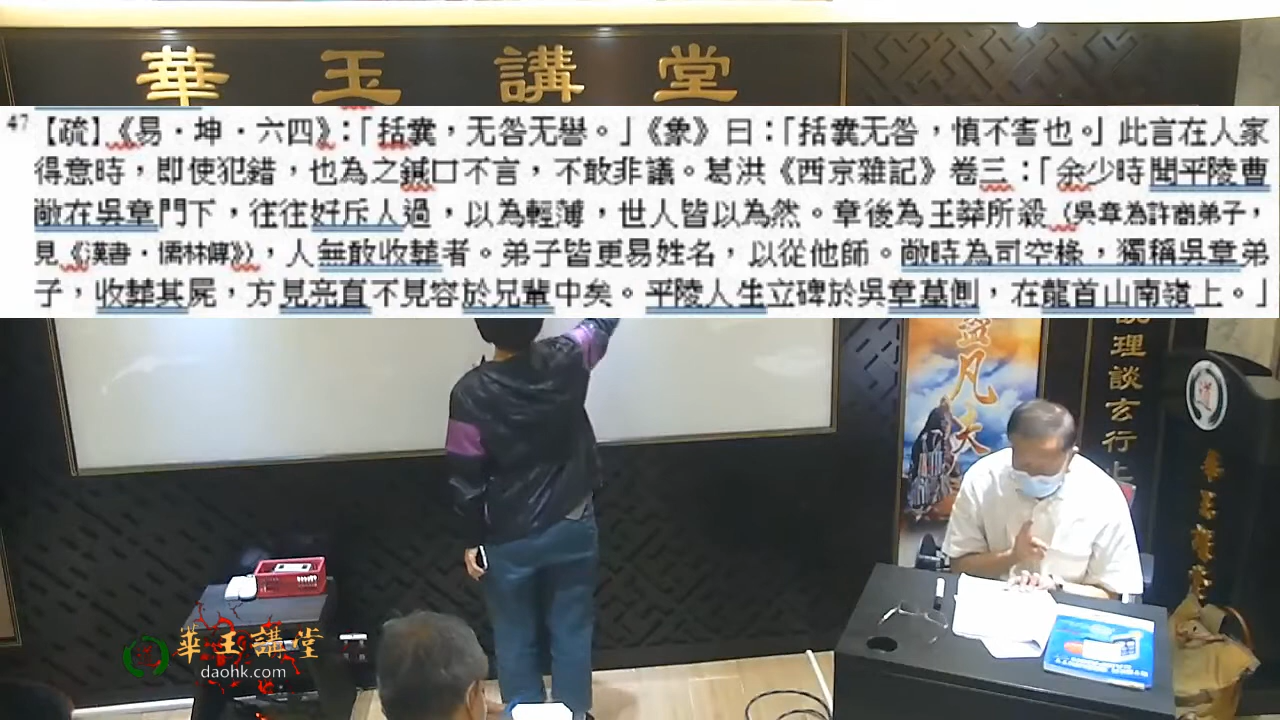 華玉講堂
47【疏】《易·坤·六四》：「括囊，无咎无譽。」《象》曰：「括囊无咎，慎不害也。」此言在人家
得意時，即使犯錯，也為之鍼口不言，不敢非議。葛洪《西京雜記》卷三：「余少時聞平陵曹
敞在吳章門下，往往好斥人過，以為輕薄，世人皆以為然。章後為王莽所殺（吳章為許商弟子，
見《漢書·儒林傳》），人無敢收葬者。弟子皆更易姓名，以從他師。敞時為司空掾，獨稱吳章弟
子，收葬其屍，方見亮直不見容於兄輩中矣。平陵人生立碑於吳章墓側，在龍首山南嶺上。」
凡夫
理談玄行
道
華玉講堂
daohk.com